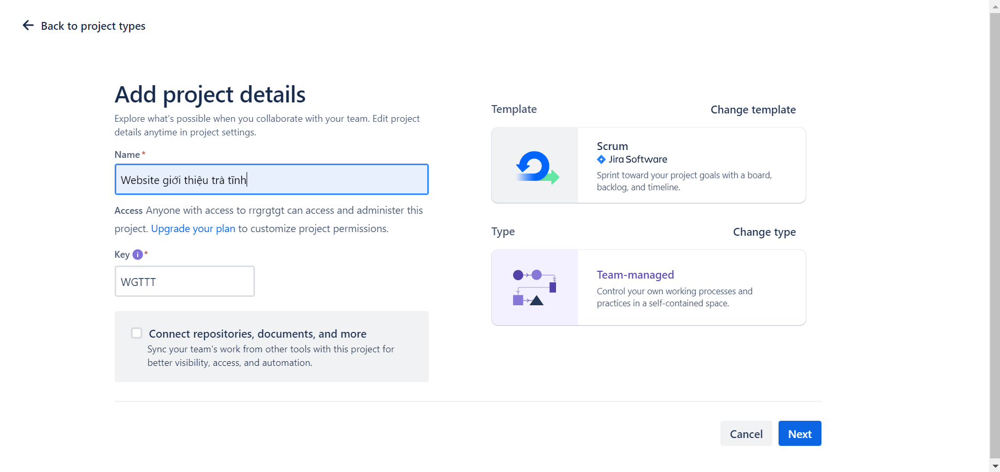 Back to project types
Add project details
Explore what's possible when you collaborate with your team. Edit project
details anytime in project settings.
Name *
Website giới thiệu trà tĩnh
Access Anyone with access to rrgrgtgt can access and administer this
project. Upgrade your plan to customize project permissions.
Key i *
WGTTT
Connect repositories, documents, and more
Sync your team's work from other tools with this project for
better visibility, access, and automation.
Template
Change template
Scrum
Jira Software
Sprint toward your project goals with a board,
backlog, and timeline.
Type
Change type
Team-managed
Control your own working processes and
practices in a self-contained space.
Cancel
Next